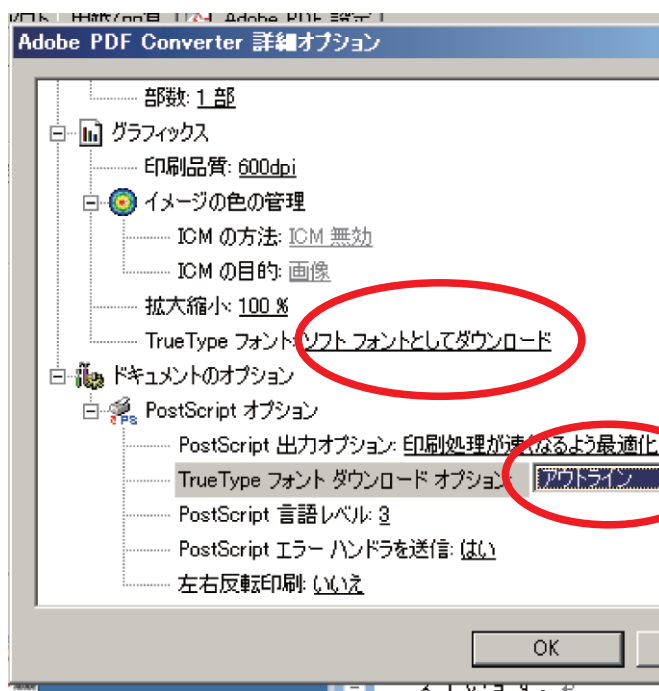 Adobe PDF 設定
Adobe PDF Converter 詳細オプション
部数: 1 部
グラフィックス
印刷品質: 600dpi
イメージの色の管理
ICM の方法: ICM 無効
ICM の目的: 画像
拡大縮小: 100 %
TrueType フォント: ソフト フォントとしてダウンロード
ドキュメントのオプション
PS
PostScript オプション
PostScript 出力オプション: 印刷処理が速くなるよう最適化
TrueType フォント ダウンロード オプション: アウトライン
PostScript 言語レベル: 3
PostScript エラー ハンドラを送信: はい
左右反転印刷: いいえ
OK